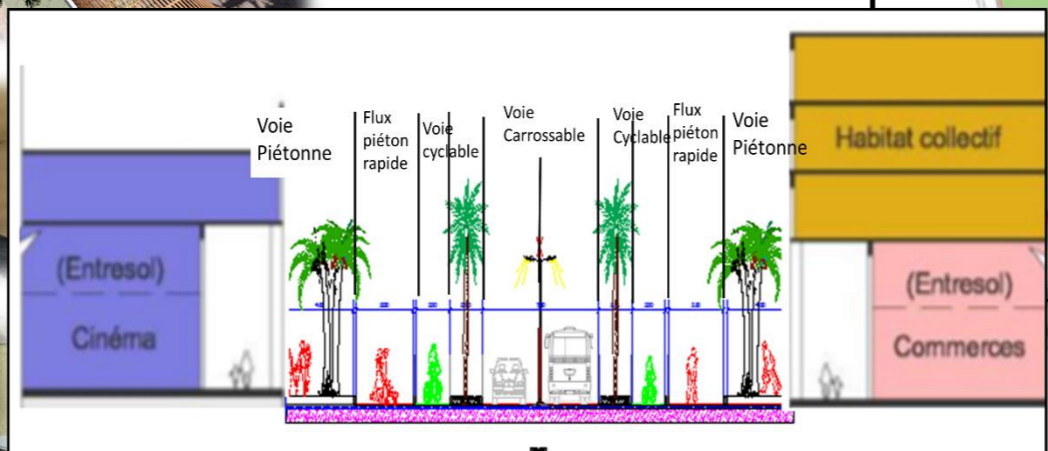 Voie
Piétonne
Flux
piéton
rapide
Voie
cyclable
Voie
Carrossable
Voie
Cyclable
Flux
piéton
rapide
Voie
Piétonne
Habitat collectif
(Entresol)
Cinéma
(Entresol)
Commerces